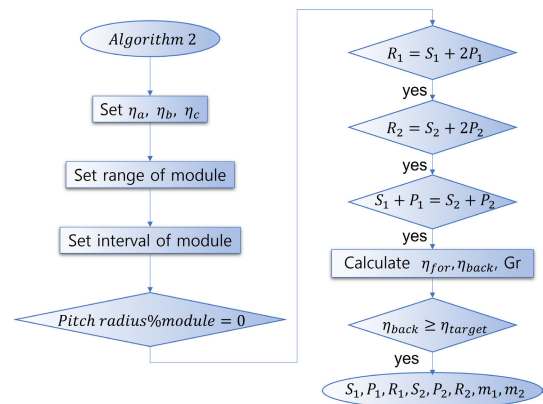 Algorithm 2
Set η_a, η_b, η_c
Set range of module
Set interval of module
Pitch radius%module = 0
R_1 = S_1 + 2P_1
yes
R_2 = S_2 + 2P_2
yes
S_1 + P_1 = S_2 + P_2
yes
Calculate η_for, η_back, Gr
η_back ≥ η_target
yes
S_1, P_1, R_1, S_2, P_2, R_2, m_1, m_2